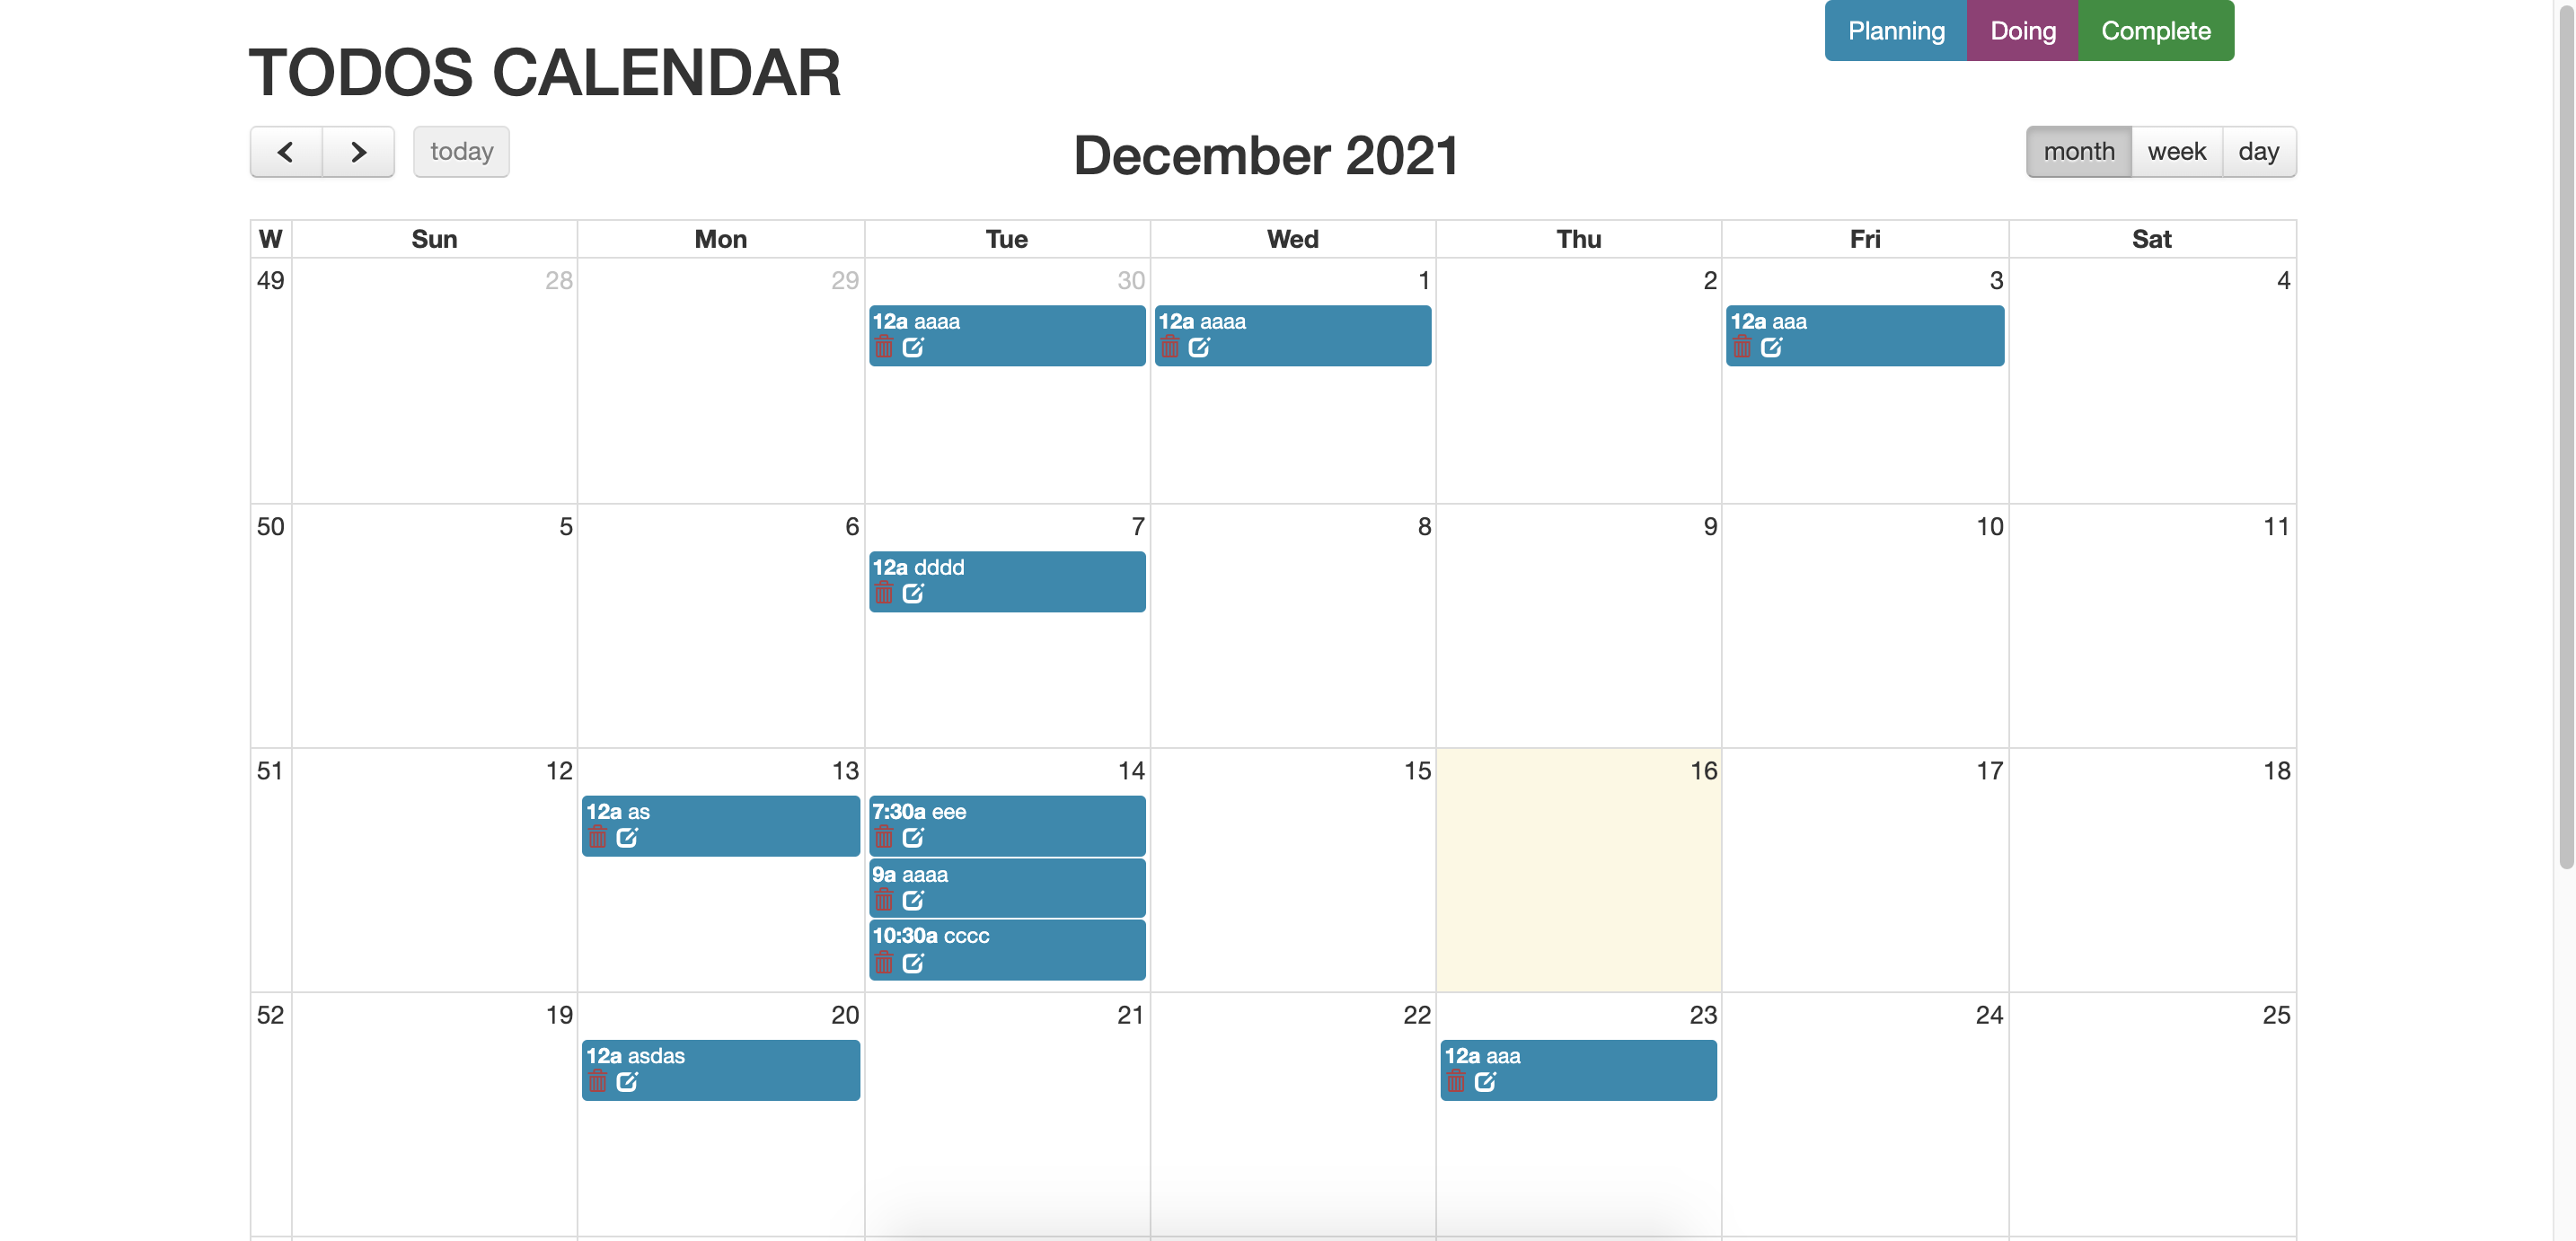 Planning Doing Complete
TODOS CALENDAR
today
December 2021
month week day
W Sun Mon Tue Wed Thu Fri Sat
49 28 29 30 1 2 3 4
12a aaaa 12a aaaa 12a aaa
50 5 6 7 8 9 10 11
12a dddd
51 12 13 14 15 16 17 18
12a as 7:30a eee
9a aaaa
10:30a cccc
52 19 20 21 22 23 24 25
12a asdas 12a aaa